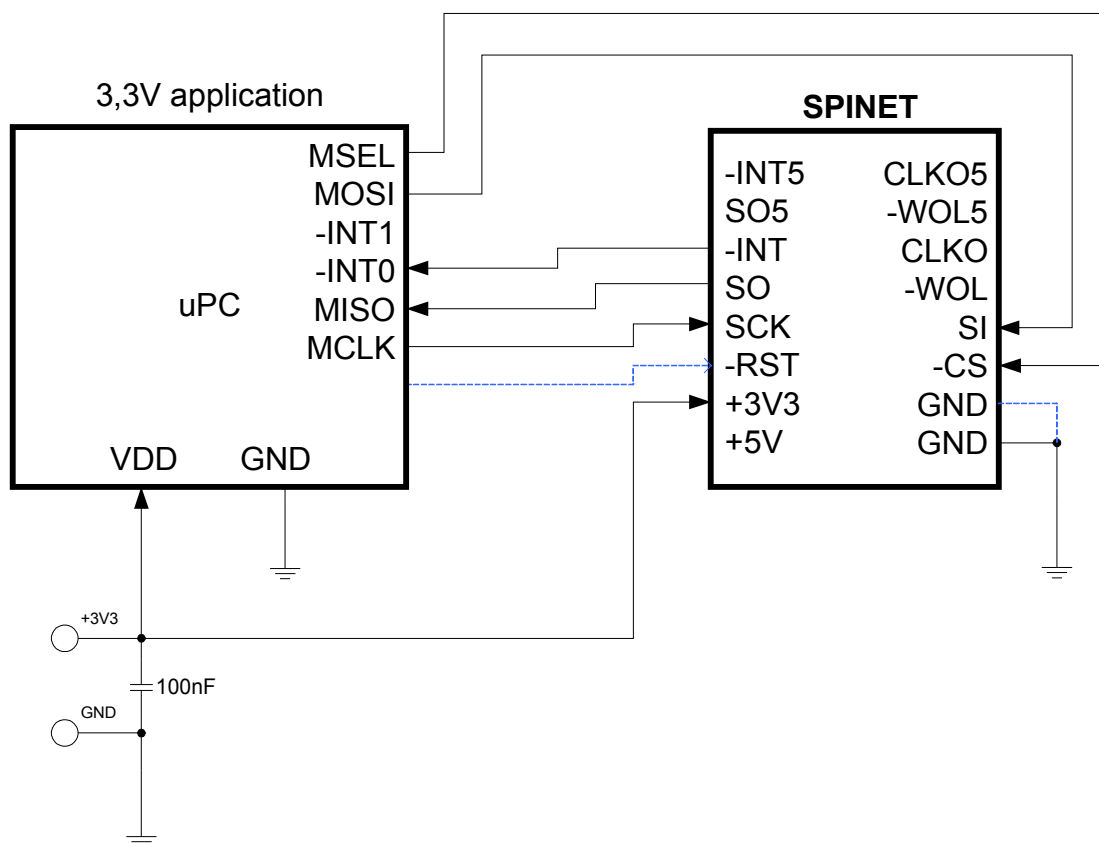 3,3V application
MSEL
MOSI
-INT1
-INT0
MISO
MCLK
uPC
VDD GND
SPINET
-INT5 CLKO5
SO5 -WOL5
-INT CLKO
SO -WOL
SCK SI
-RST -CS
+3V3 GND
+5V GND
+3V3
100nF
GND